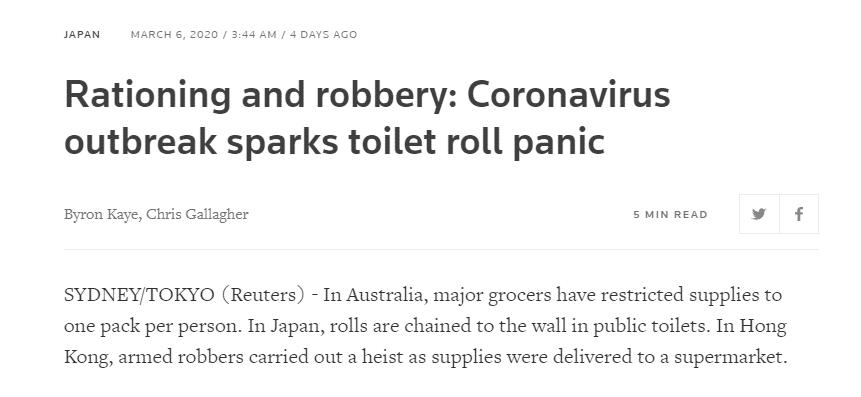 JAPAN MARCH 6, 2020 / 3:44 AM / 4 DAYS AGO
Rationing and robbery: Coronavirus
outbreak sparks toilet roll panic
Byron Kaye, Chris Gallagher 5 MIN READ
SYDNEY/TOKYO (Reuters) - In Australia, major grocers have restricted supplies to
one pack per person. In Japan, rolls are chained to the wall in public toilets. In Hong
Kong, armed robbers carried out a heist as supplies were delivered to a supermarket.